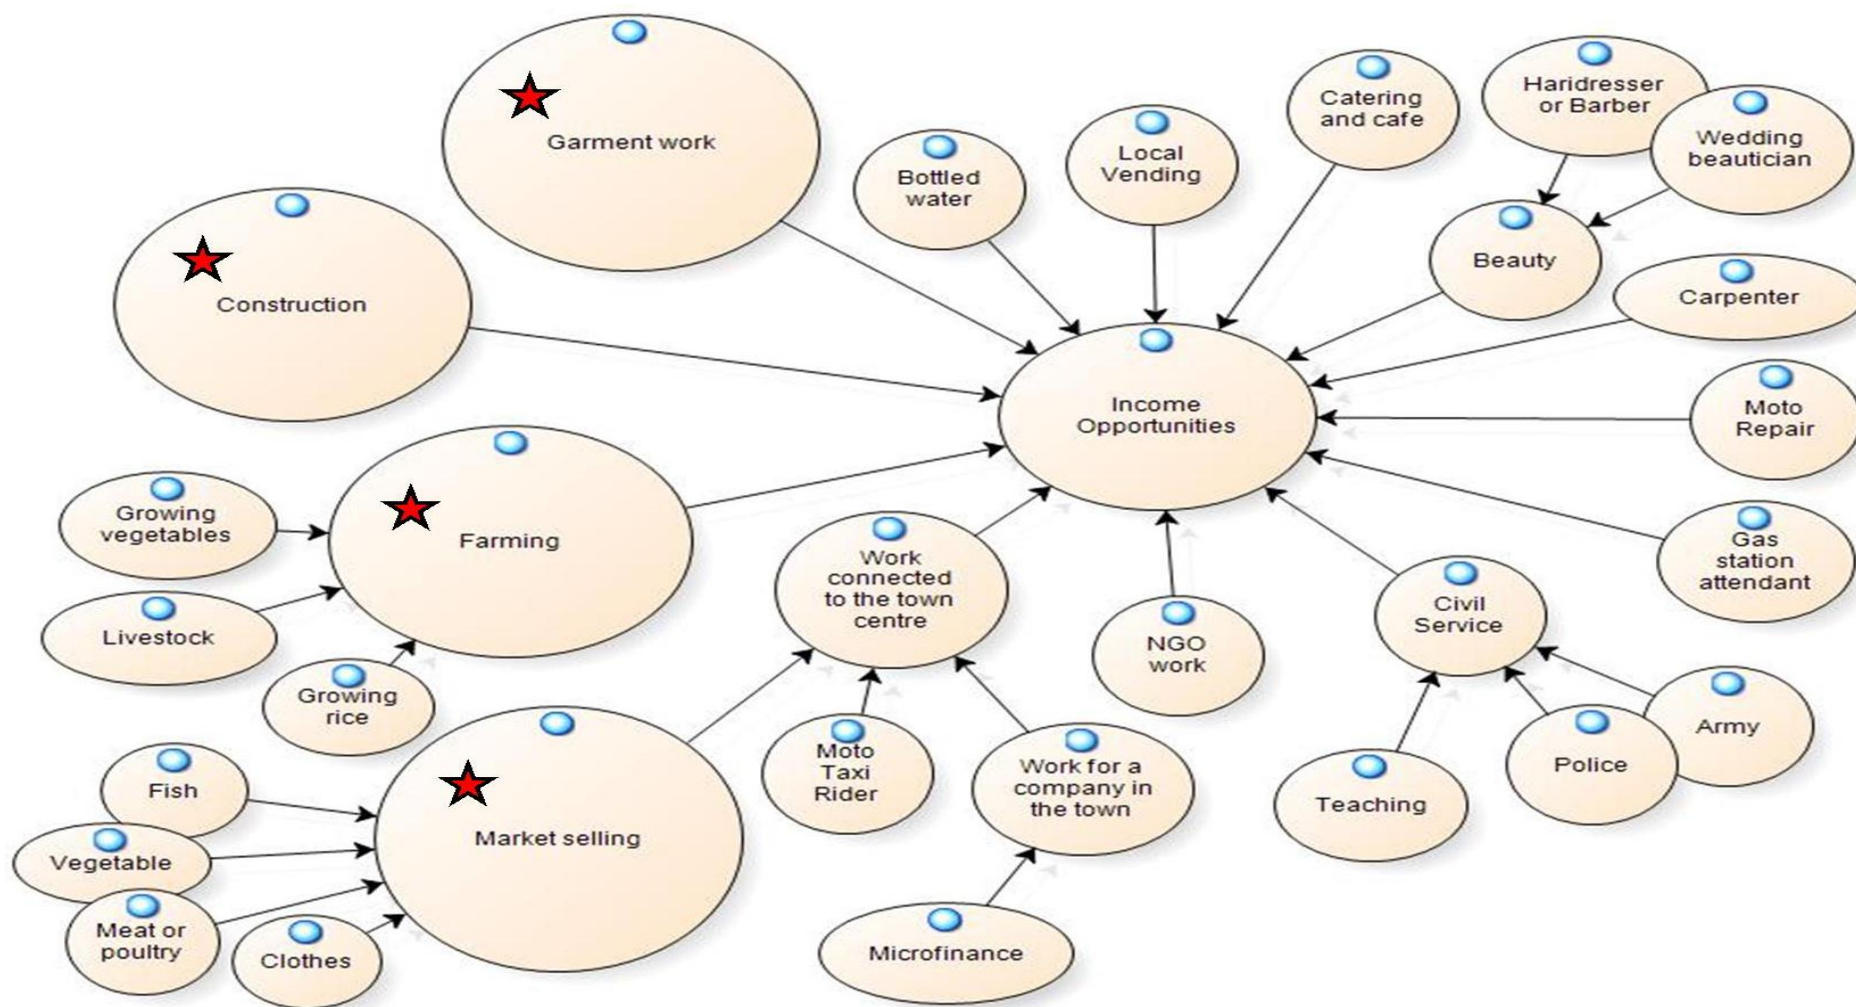 Garment work
Construction
Bottled
water
Local
Vending
Catering
and cafe
Haridresser
or Barber
Wedding
beautician
Beauty
Carpenter
Income
Opportunities
Moto
Repair
Growing
vegetables
Farming
Livestock
Growing
rice
Work
connected
to the town
centre
NGO
work
Civil
Service
Gas
station
attendant
Fish
Vegetable
Meat or
poultry
Clothes
Market selling
Moto
Taxi
Rider
Work for a
company in
the town
Microfinance
Teaching
Police
Army